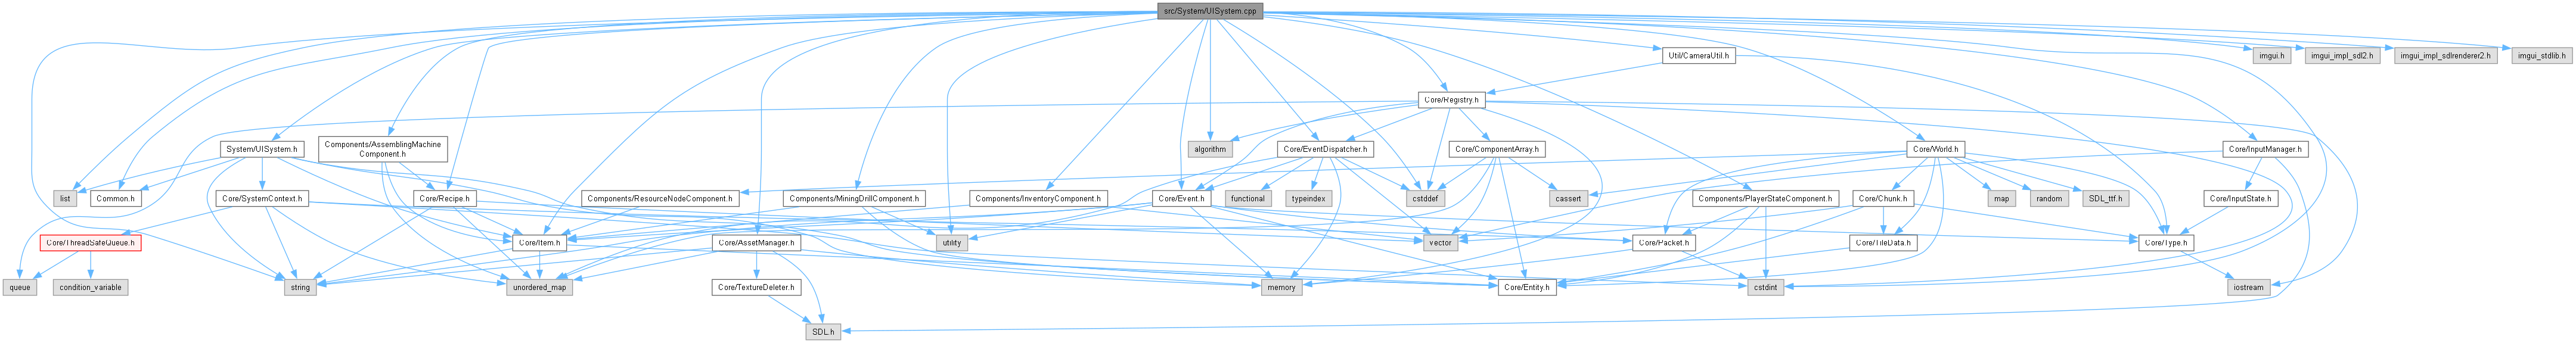 src/System/UISystem.cpp
Util/CameraUtil.h
imgui.h
imgui_impl_sdl2.h
imgui_impl_sdlrenderer2.h
imgui_stdlib.h
Core/Registry.h
System/UISystem.h
Components/AssemblingMachine
Component.h
algorithm
Core/EventDispatcher.h
Core/ComponentArray.h
Core/World.h
Core/InputManager.h
list
Common.h
Core/SystemContext.h
Core/Recipe.h
Components/ResourceNodeComponent.h
Components/MiningDrillComponent.h
Components/InventoryComponent.h
Core/Event.h
functional
typeindex
cstddef
cassert
Components/PlayerStateComponent.h
Core/Chunk.h
map
random
SDL_ttf.h
Core/InputState.h
Core/ThreadSafeQueue.h
Core/Item.h
Core/AssetManager.h
utility
vector
Core/Packet.h
Core/TileData.h
Core/Type.h
queue
condition_variable
string
unordered_map
Core/TextureDeleter.h
memory
Core/Entity.h
cstdint
iostream
SDL.h